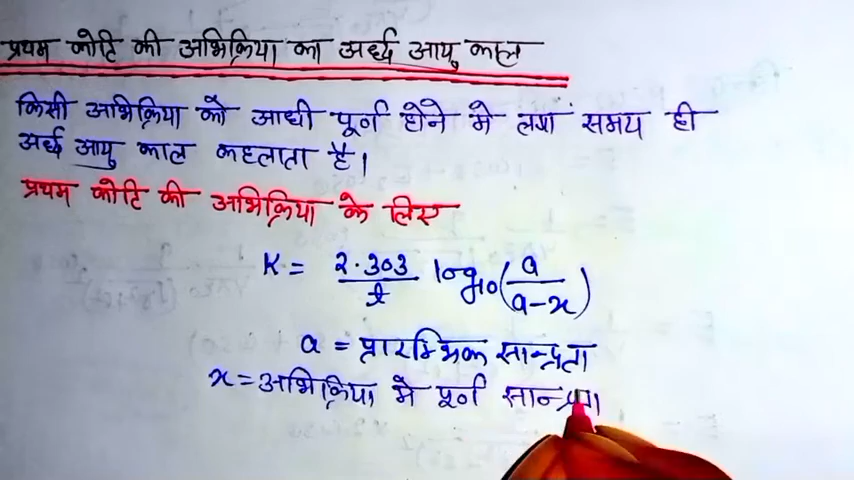 प्रथम कोटि की अभिक्रिया का अर्द्ध आयु काल
किसी अभिक्रिया को आधी पूर्ण होने मे लगा समय ही
अर्द्ध आयु काल कहलाता है।
प्रथम कोटि की अभिक्रिया के लिए
K = 2.303/t log₁₀(a/a-x)
a = प्रारम्भिक सान्द्रता
x = अभिक्रिया मे पूर्ण सान्द्रता